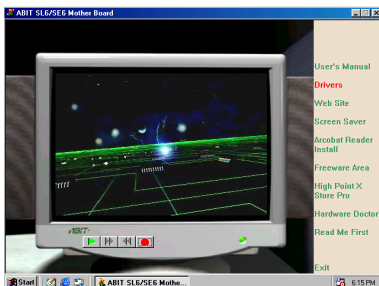 ABIT SL6/SE6 Mother Board
User's Manual
Drivers
Web Site
Screen Saver
Arcobat Reader
Install
Freeware Area
High Point X
Store Pro
Hardware Doctor
Read Me First
Exit
ABIT
Start
ABIT SL6/SE6 Mothe...
6:15 PM